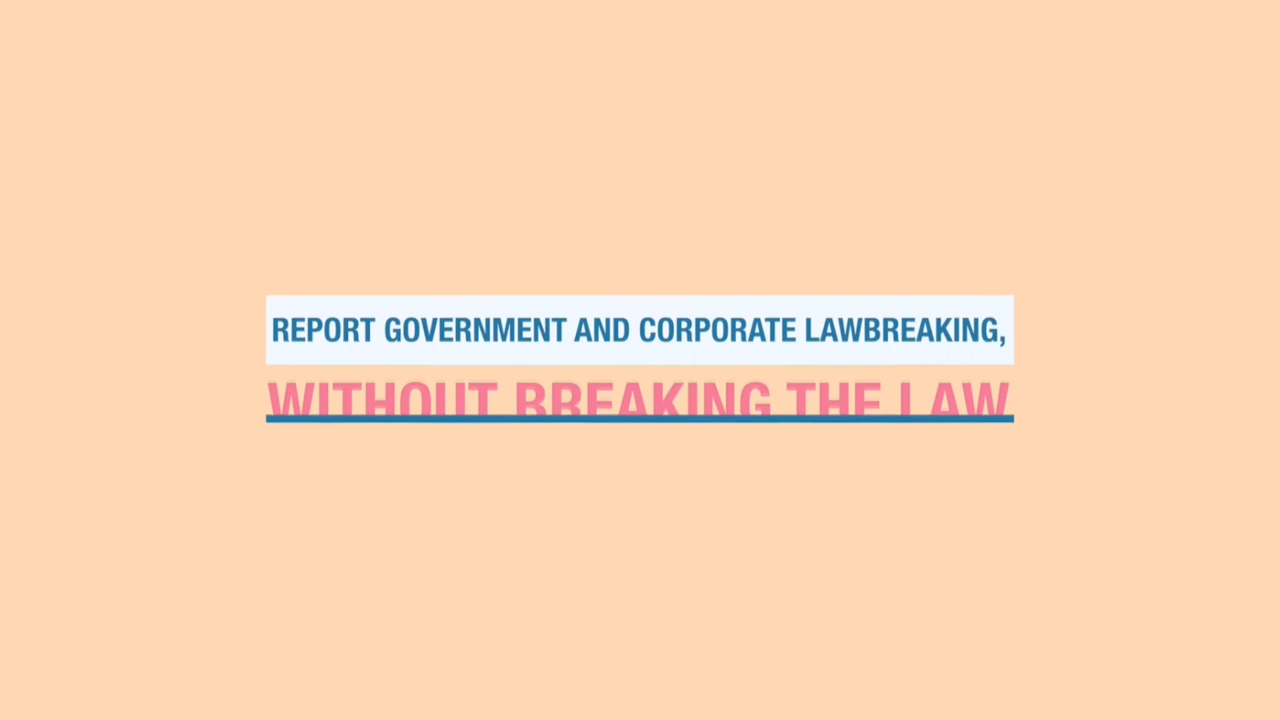 REPORT GOVERNMENT AND CORPORATE LAWBREAKING,
WITHOUT BREAKING THE LAW